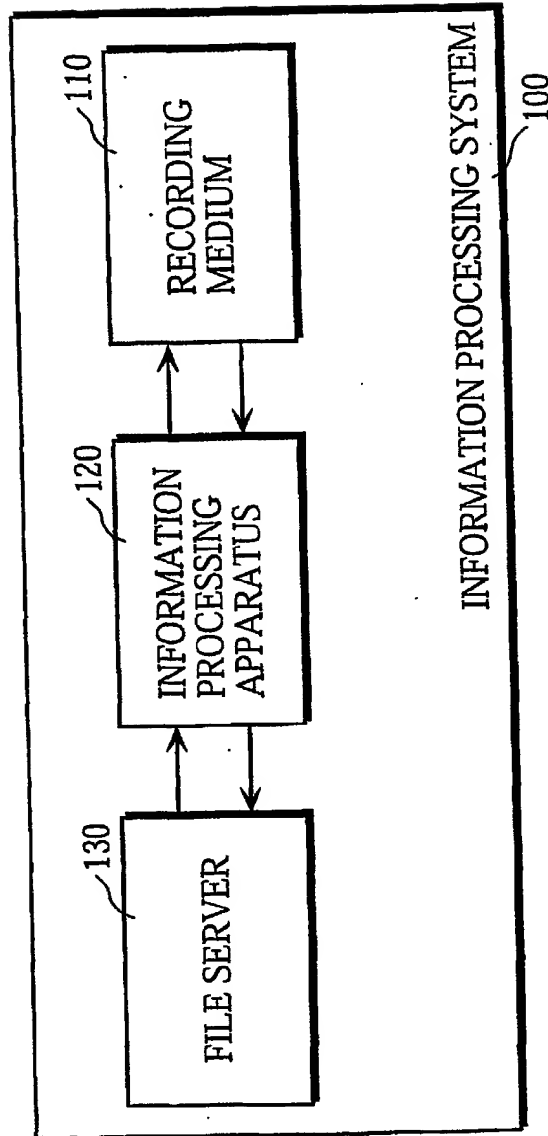 130
FILE SERVER
120
INFORMATION
PROCESSING
APPARATUS
110
RECORDING
MEDIUM
INFORMATION PROCESSING SYSTEM
100